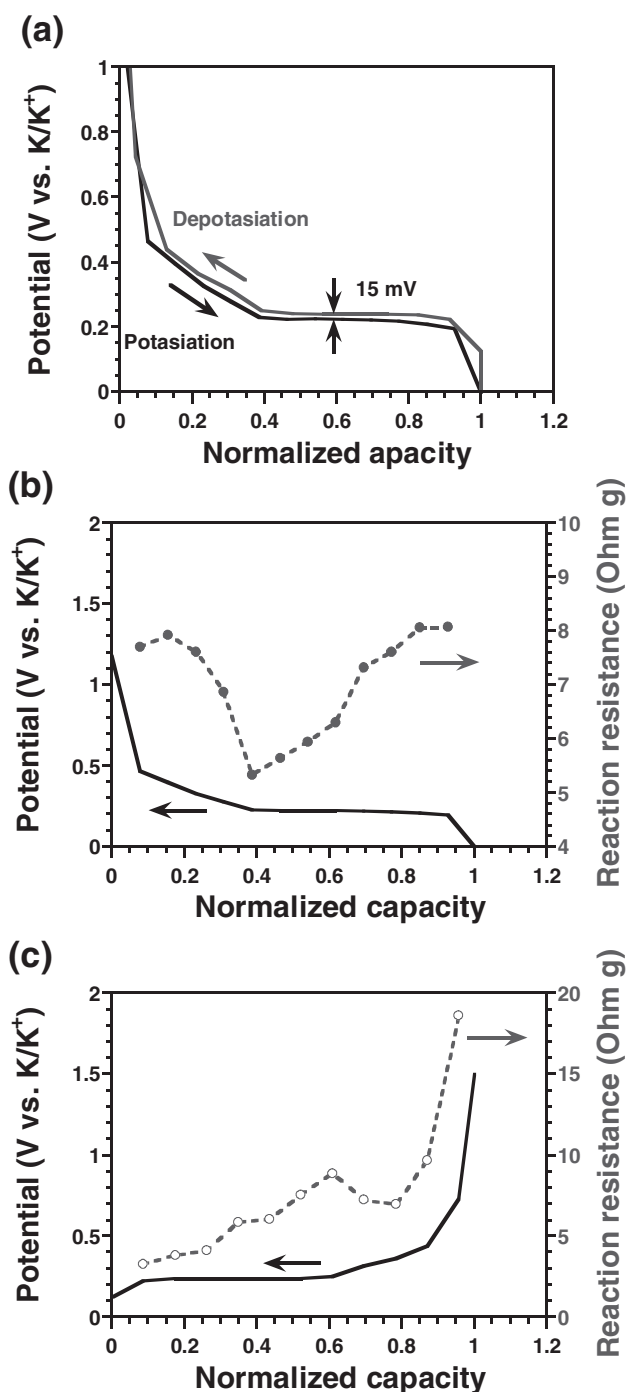 (a)
Potential (V vs. K/K+)
1
0.8
0.6
0.4
0.2
0
Depotasiation
15 mV
Potasiation
0 0.2 0.4 0.6 0.8 1 1.2
Normalized apacity
(b)
Potential (V vs. K/K+)
2
1.5
1
0.5
0
10
9
8
7
6
5
4
Reaction resistance (Ohm g)
0 0.2 0.4 0.6 0.8 1 1.2
Normalized capacity
(c)
Potential (V vs. K/K+)
2
1.5
1
0.5
0
20
15
10
5
0
Reaction resistance (Ohm g)
0 0.2 0.4 0.6 0.8 1 1.2
Normalized capacity